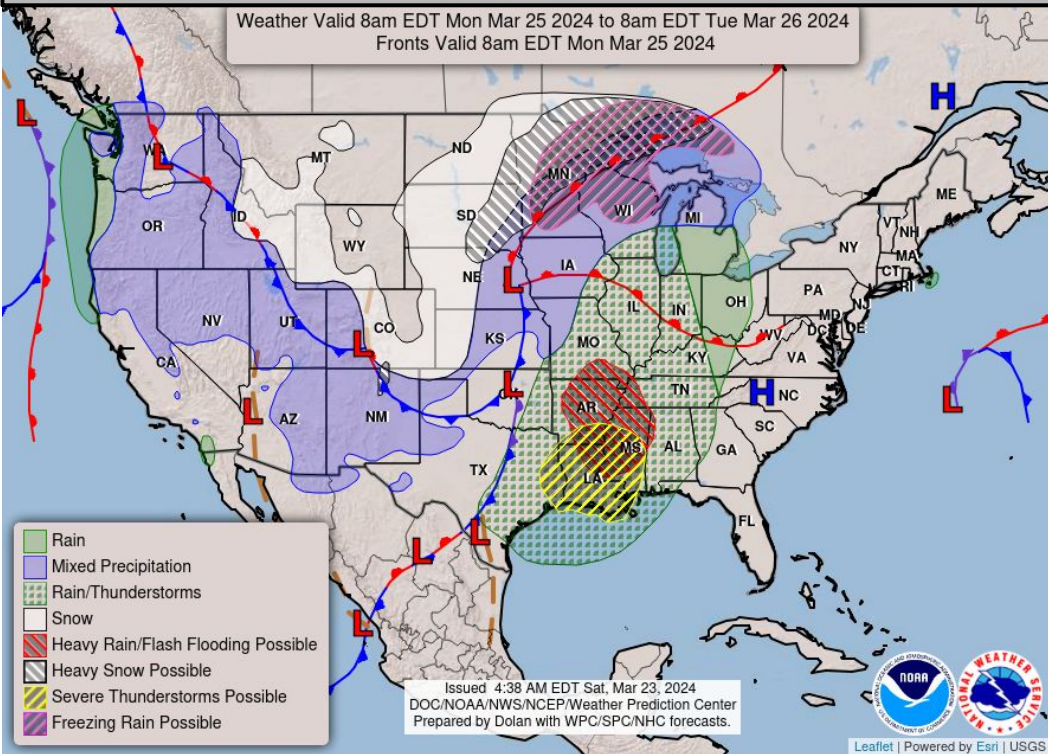 Weather Valid 8am EDT Mon Mar 25 2024 to 8am EDT Tue Mar 26 2024
Fronts Valid 8am EDT Mon Mar 25 2024
H
L
L
WA
MT
ND
MN
ME
VT
NH
OR
ID
SD
WI
MI
NY
MA
CT
RI
WY
NE
IA
L
PA
NJ
NV
UT
CO
KS
IL
IN
OH
MD
DC
DE
WV
VA
CA
L
MO
KY
L
L
AZ
NM
AR
TN
H
NC
L
SC
MS
AL
GA
TX
LA
FL
L
L
L
Rain
Mixed Precipitation
Rain/Thunderstorms
Snow
Heavy Rain/Flash Flooding Possible
Heavy Snow Possible
Severe Thunderstorms Possible
Freezing Rain Possible
Issued 4:38 AM EDT Sat, Mar 23, 2024
DOC/NOAA/NWS/NCEP/Weather Prediction Center
Prepared by Dolan with WPC/SPC/NHC forecasts.
NOAA
NATIONAL WEATHER SERVICE
Leaflet | Powered by Esri | USGS